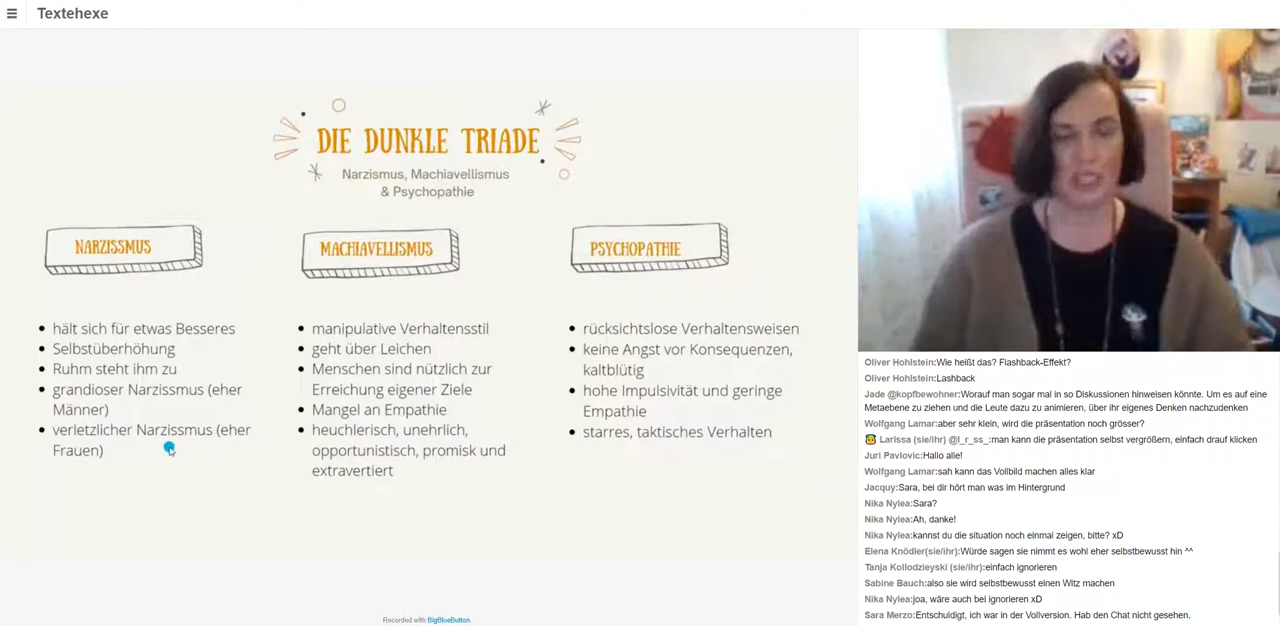 Textehexe
DIE DUNKLE TRIADE
Narzismus, Machiavellismus
& Psychopathie
NARZISSMUS
hält sich für etwas Besseres
Selbstüberhöhung
Ruhm steht ihm zu
grandioser Narzissmus (eher
Männer)
verletzlicher Narzissmus (eher
Frauen)
MACHIAVELLISMUS
manipulative Verhaltensstil
geht über Leichen
Menschen sind nützlich zur
Erreichung eigener Ziele
Mangel an Empathie
heuchlerisch, unehrlich,
opportunistisch, promisk und
extravertiert
PSYCHOPATHIE
rücksichtslose Verhaltensweisen
keine Angst vor Konsequenzen,
kaltblütig
hohe Impulsivität und geringe
Empathie
starres, taktisches Verhalten
Recorded with BigBlueButton.
Oliver Hohlstein:Wie heißt das? Flashback-Effekt?
Oliver Hohlstein:Lashback
Jade @kopfbewohner:Worauf man sogar mal in so Diskussionen hinweisen könnte. Um es auf eine
Metaebene zu ziehen und die Leute dazu zu animieren, über ihr eigenes Denken nachzudenken
Wolfgang Lamar:aber sehr klein, wird die präsentation noch grösser?
Larissa (sie/ihr) @l_r_ss_:man kann die präsentation selbst vergrößern, einfach drauf klicken
Juri Pavlovic:Hallo alle!
Wolfgang Lamar:sah kann das Vollbild machen alles klar
Jacquy:Sara, bei dir hört man was im Hintergrund
Nika Nylea:Sara?
Nika Nylea:Ah, danke!
Nika Nylea:kannst du die situation noch einmal zeigen, bitte? xD
Elena Knödler(sie/ihr):Würde sagen sie nimmt es wohl eher selbstbewusst hin ^^
Tanja Kollodzieyski (sie/ihr):einfach ignorieren
Sabine Bauch:also sie wird selbstbewusst einen Witz machen
Nika Nylea:joa, wäre auch bei ignorieren xD
Sara Merzo:Entschuldigt, ich war in der Vollversion. Hab den Chat nicht gesehen.